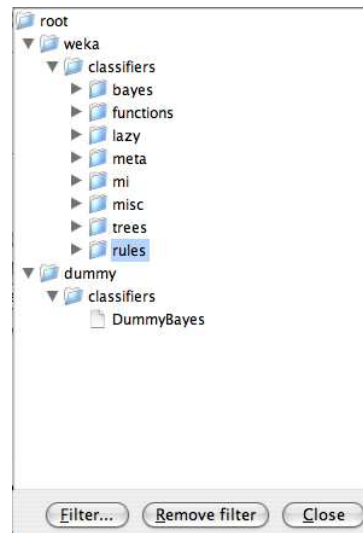 root
weka
classifiers
bayes
functions
lazy
meta
mi
misc
trees
rules
dummy
classifiers
DummyBayes
Filter... Remove filter Close